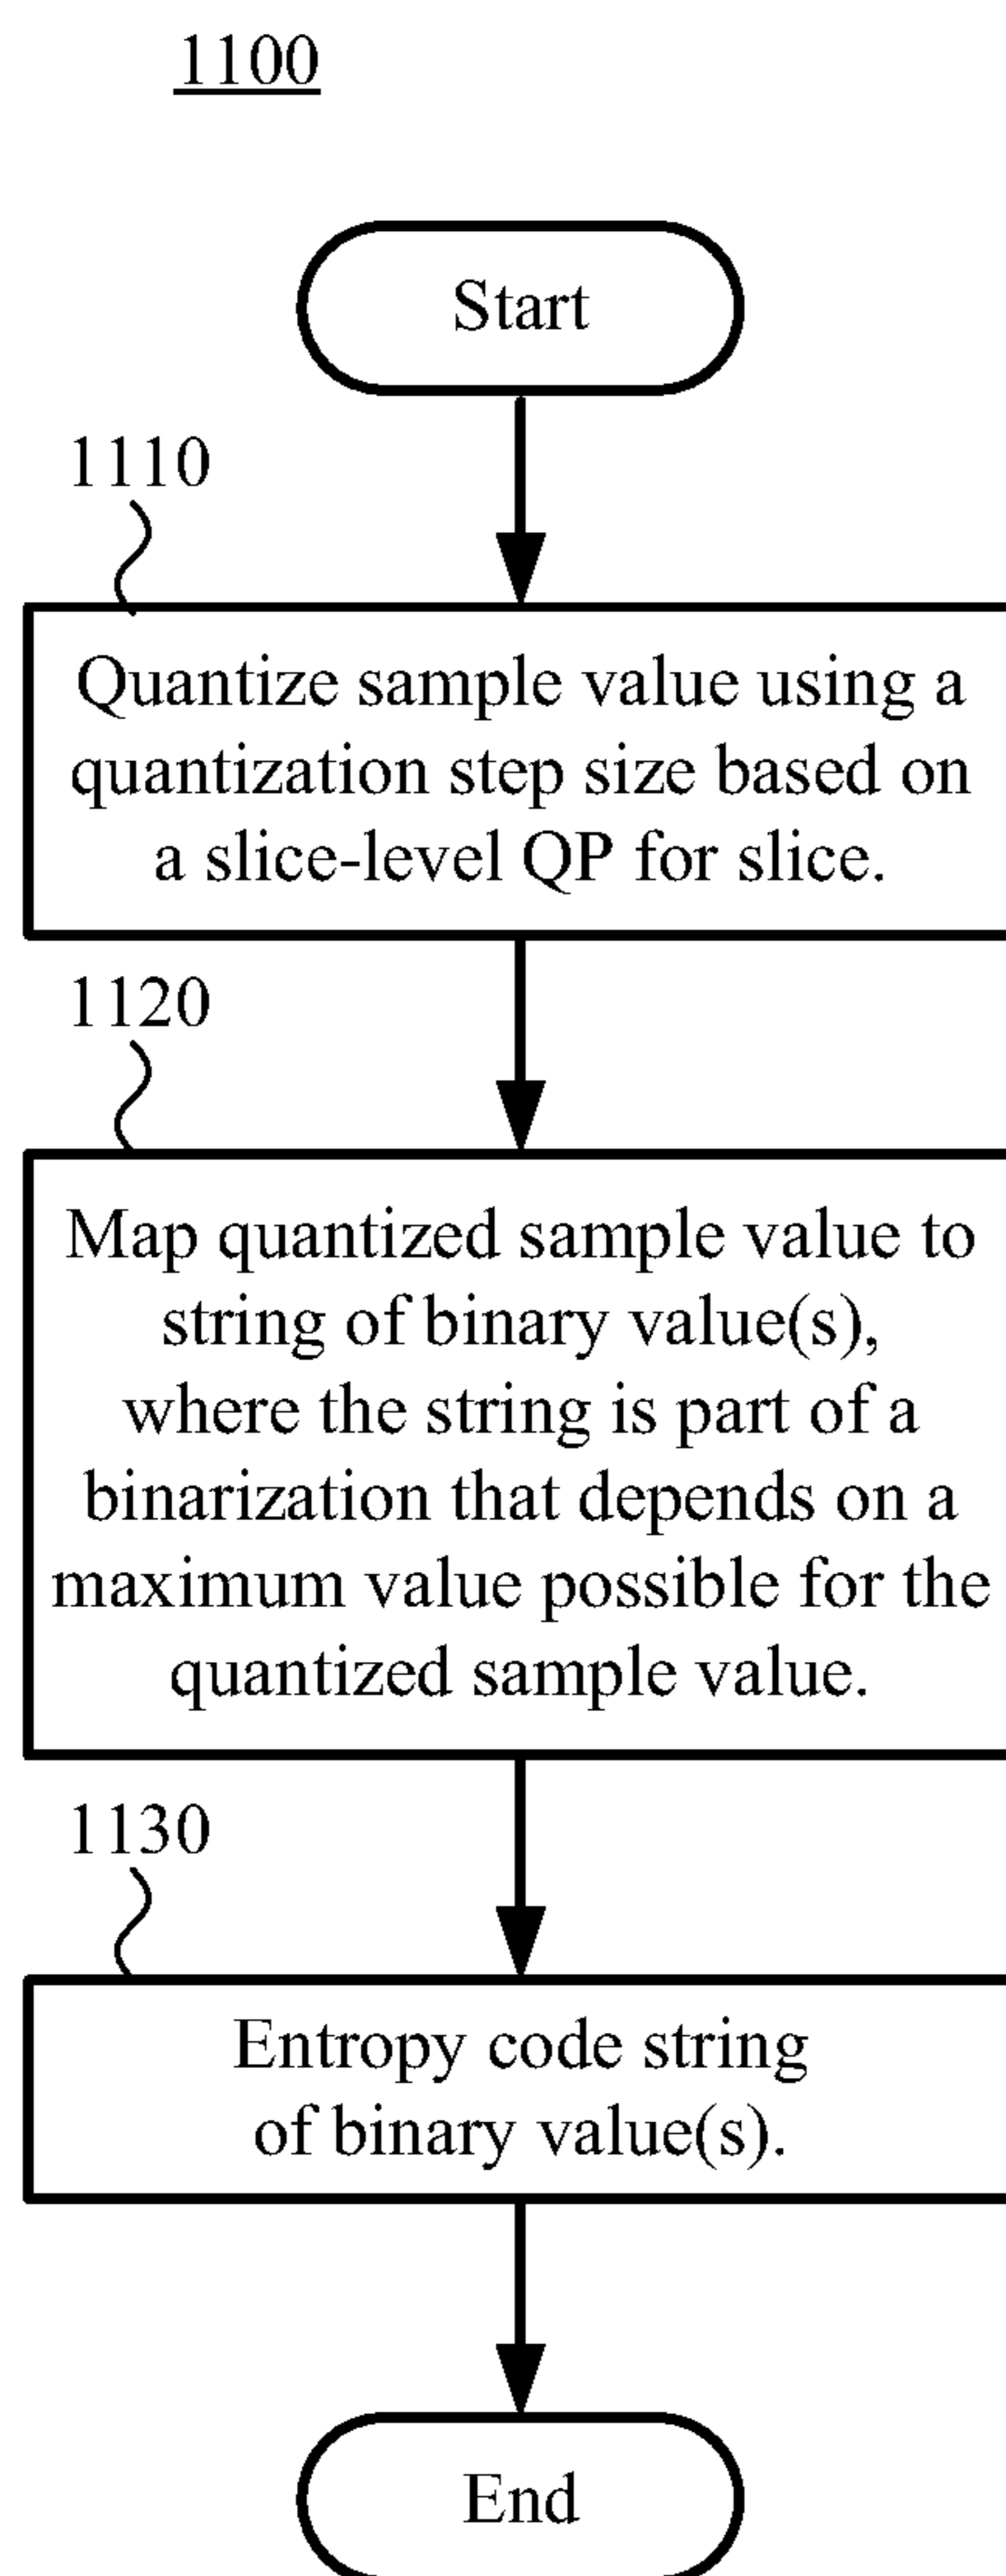 1100
Start
1110
Quantize sample value using a
quantization step size based on
a slice-level QP for slice.
1120
Map quantized sample value to
string of binary value(s),
where the string is part of a
binarization that depends on a
maximum value possible for the
quantized sample value.
1130
Entropy code string
of binary value(s).
End